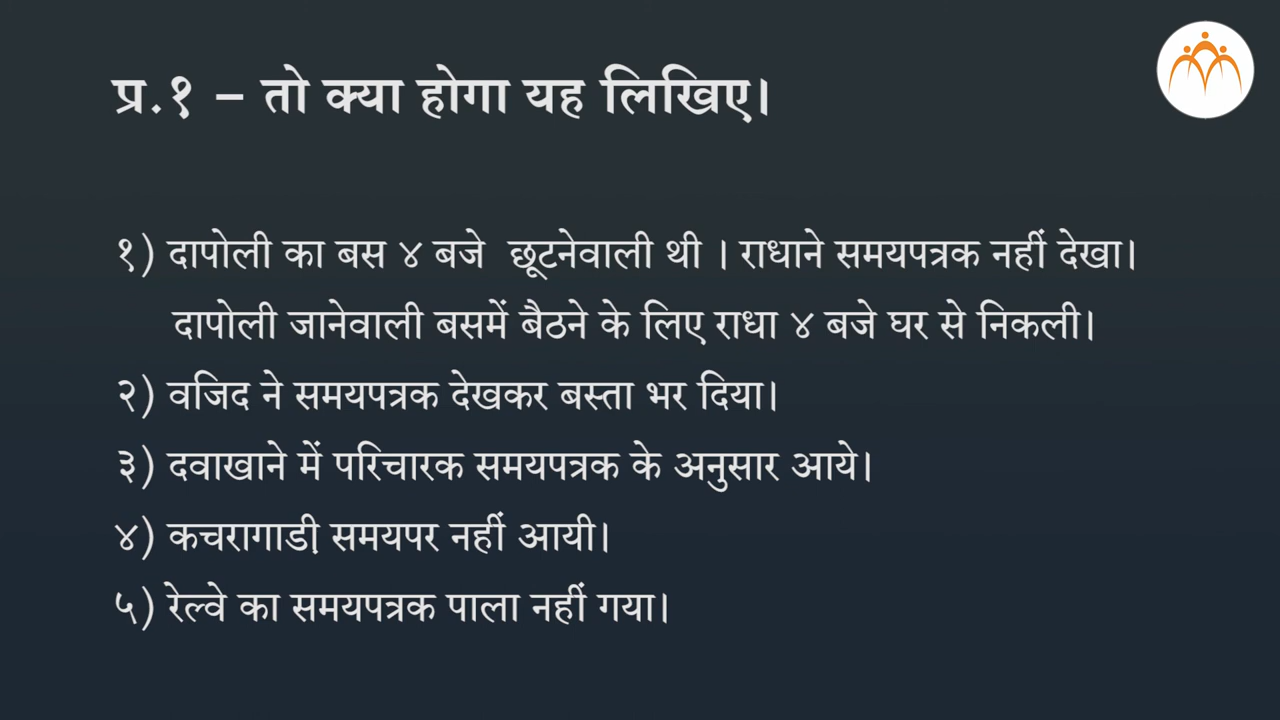 प्र.१ – तो क्या होगा यह लिखिए।
१) दापोली का बस ४ बजे छूटनेवाली थी । राधाने समयपत्रक नहीं देखा।
दापोली जानेवाली बसमें बैठने के लिए राधा ४ बजे घर से निकली।
२) वजिद ने समयपत्रक देखकर बस्ता भर दिया।
३) दवाखाने में परिचारक समयपत्रक के अनुसार आये।
४) कचरागाडी़ समयपर नहीं आयी।
५) रेल्वे का समयपत्रक पाला नहीं गया।